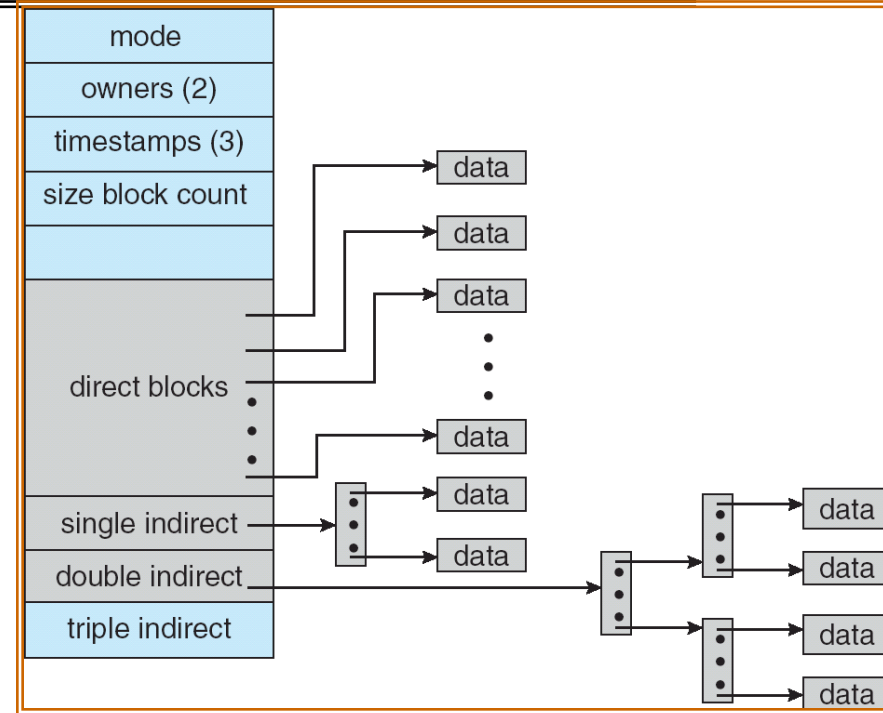 mode
owners (2)
timestamps (3)
size block count
direct blocks
single indirect
double indirect
triple indirect
data
data
data
data
data
data
data
data
data
data